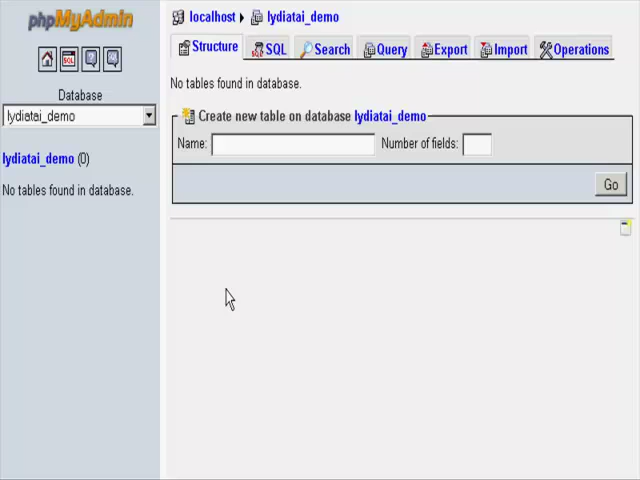 phpMyAdmin
SQL
Database
lydiatai_demo
lydiatai_demo (0)
No tables found in database.
localhost lydiatai_demo
Structure SQL Search Query Export Import Operations
No tables found in database.
Create new table on database lydiatai_demo
Name: Number of fields:
Go